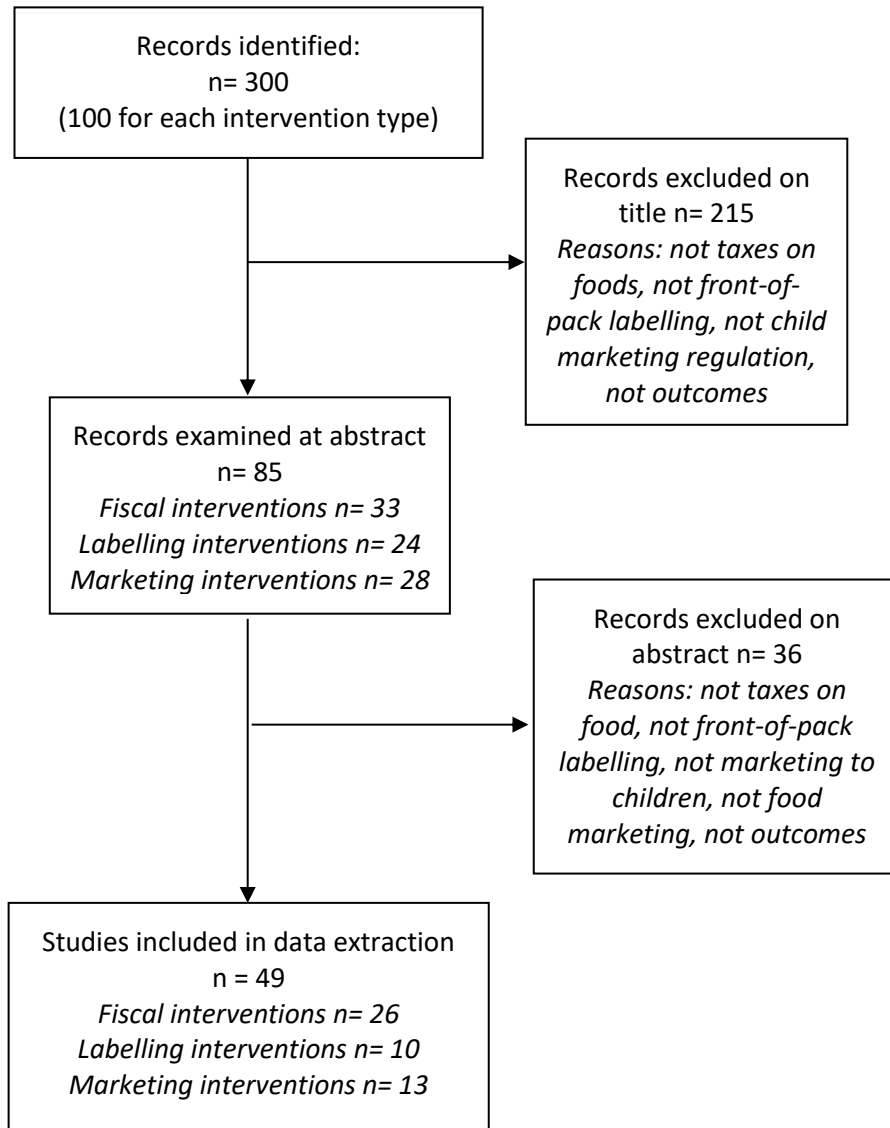 Records identified:
n= 300
(100 for each intervention type)
Records excluded on
title n= 215
Reasons: not taxes on
foods, not front-of-
pack labelling, not child
marketing regulation,
not outcomes
Records examined at abstract
n= 85
Fiscal interventions n= 33
Labelling interventions n= 24
Marketing interventions n= 28
Records excluded on
abstract n= 36
Reasons: not taxes on
food, not front-of-pack
labelling, not marketing to
children, not food
marketing, not outcomes
Studies included in data extraction
n = 49
Fiscal interventions n= 26
Labelling interventions n= 10
Marketing interventions n= 13